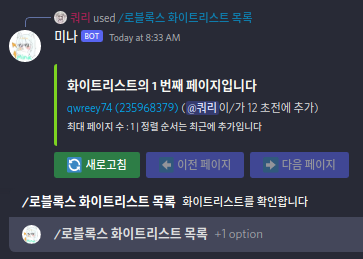 쿼리 used /로블록스 화이트리스트 목록
미나 BOT Today at 8:33 AM
화이트리스트의 1 번째 페이지입니다
qwreey74 (235968379) (@쿼리이/가 12 초전에 추가)
최대 페이지 수 : 1 | 정렬 순서는 최근에 추가입니다
새로고침 이전 페이지 다음 페이지
/로블록스 화이트리스트 목록 화이트리스트를 확인합니다
/로블록스 화이트리스트 목록 +1 option